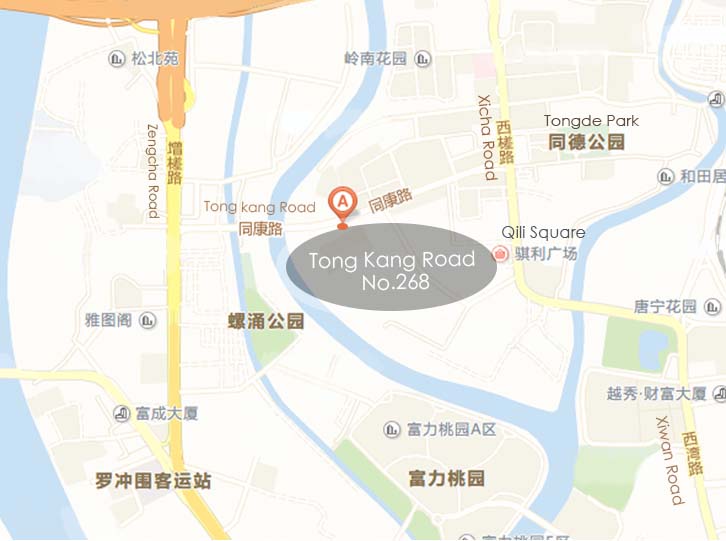 松北苑
岭南花园
Zengcha Road
增槎路
Xicha Road
西槎路
Tongde Park
同德公园
和田居
Tong kang Road
同康路
A
同康路
Qili Square
骐利广场
Tong Kang Road
No.268
唐宁花园
雅图阁
螺涌公园
越秀·财富大厦
富成大厦
富力桃园A区
Xiwan Road
西湾路
罗冲围客运站
富力桃园